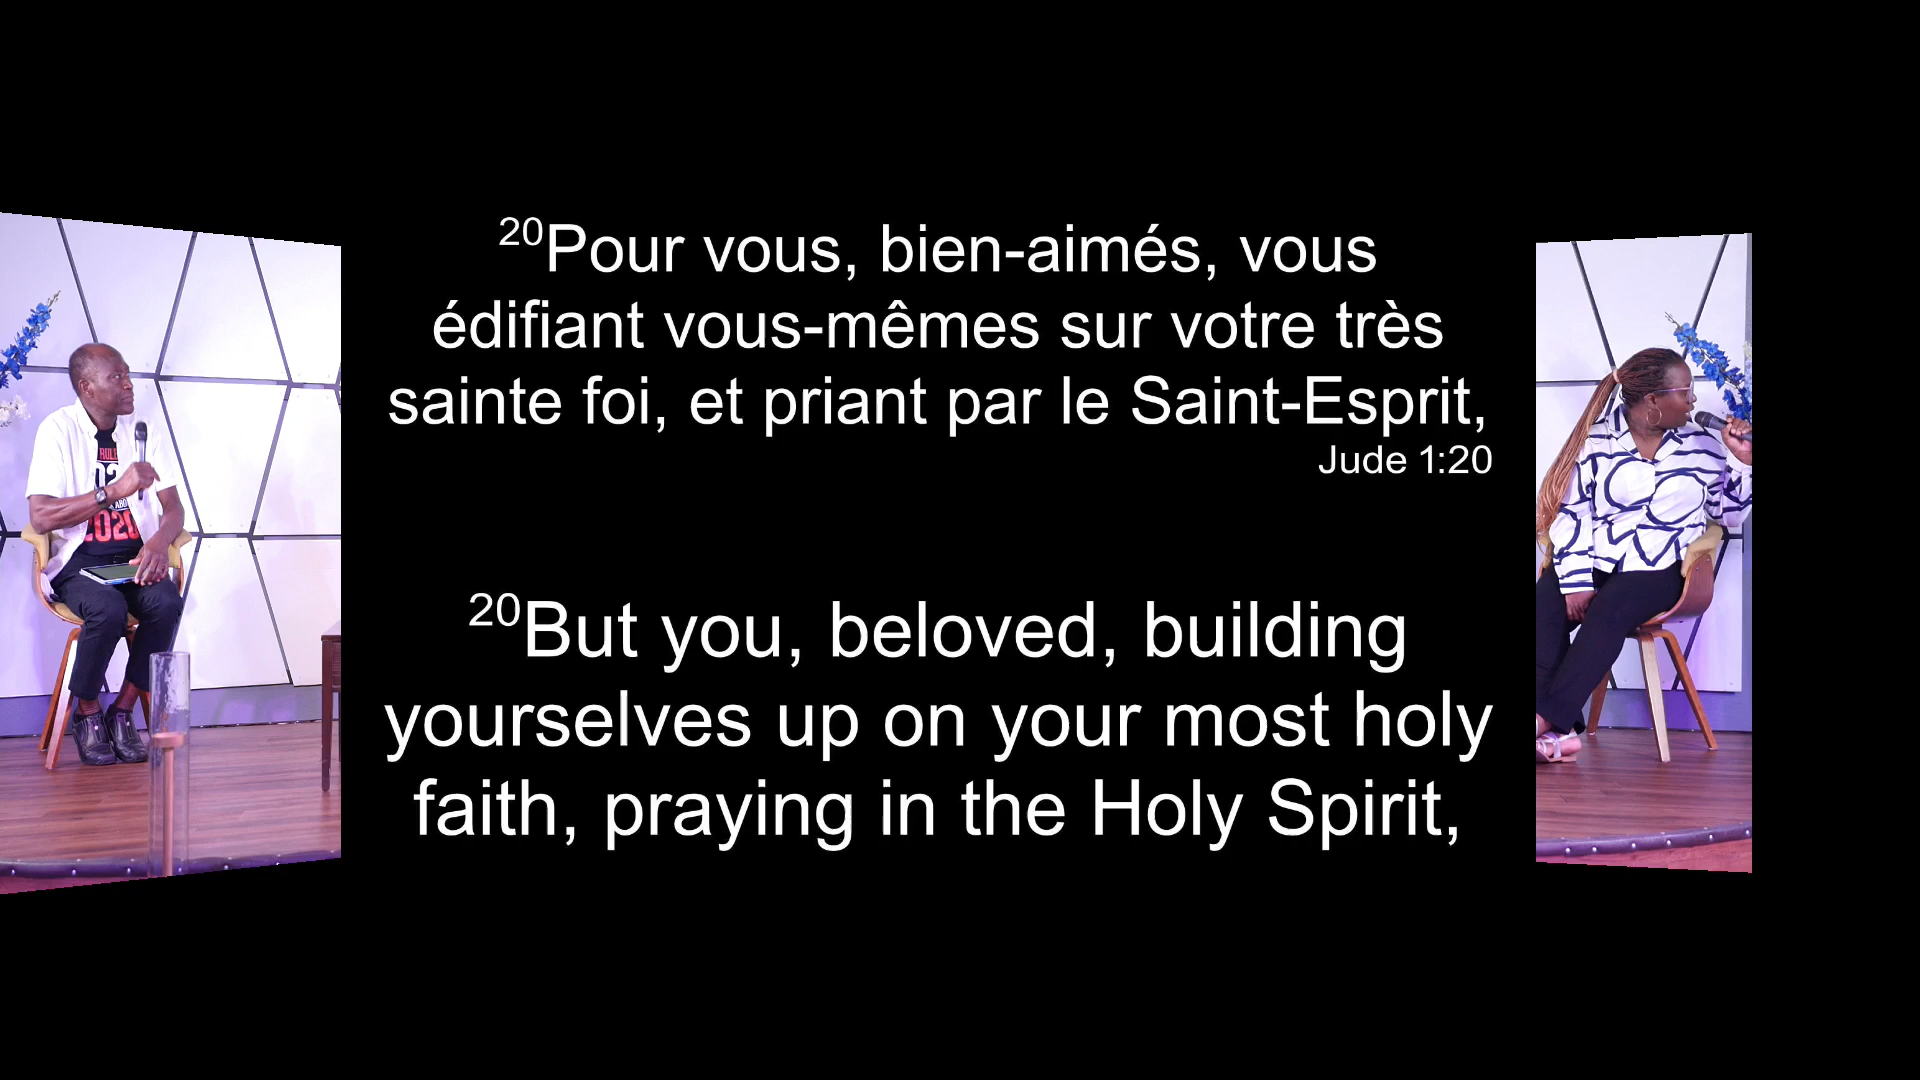 20Pour vous, bien-aimés, vous
édifiant vous-mêmes sur votre très
sainte foi, et priant par le Saint-Esprit,
Jude 1:20
20But you, beloved, building
yourselves up on your most holy
faith, praying in the Holy Spirit,
2020